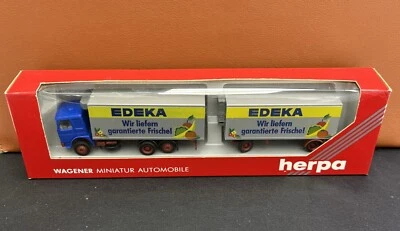 EDEKA
Wir liefern
garantierte Frische!
EDEKA
Wir liefern
garantierte Frische!
WAGENER MINIATUR AUTOMOBILE
herpa